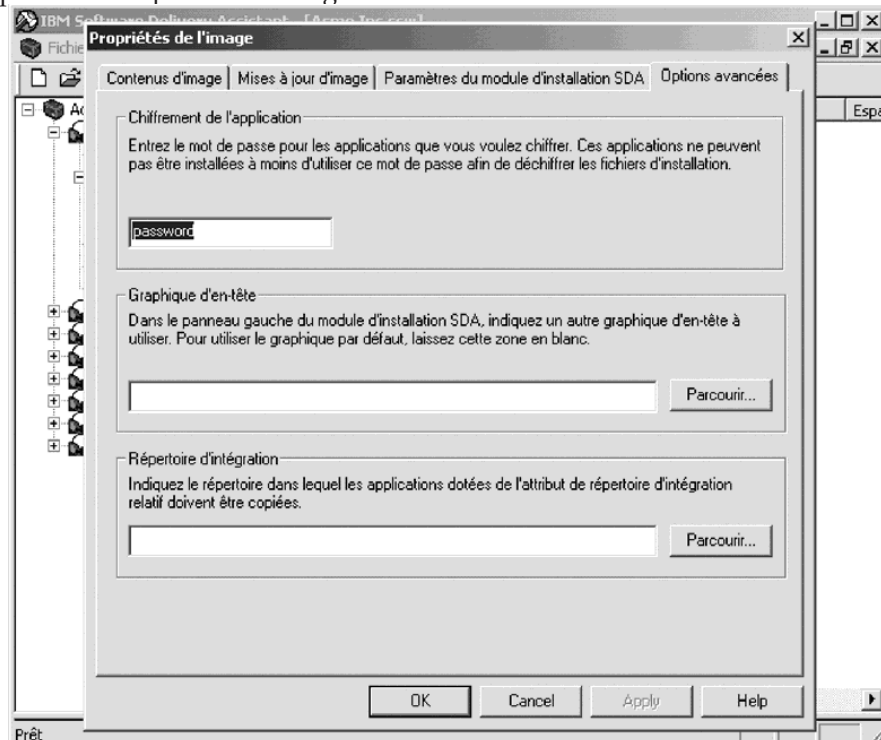 IBM Software Delivery Assistant - [Acme Inc.ssw]
Propriétés de l'image
Fichie
Contenus d'image
Mises à jour d'image
Paramètres du module d'installation SDA
Options avancées
Ac
Espa
Chiffrement de l'application
Entrez le mot de passe pour les applications que vous voulez chiffrer. Ces applications ne peuvent
pas être installées à moins d'utiliser ce mot de passe afin de déchiffrer les fichiers d'installation.
password
Graphique d'en-tête
Dans le panneau gauche du module d'installation SDA, indiquez un autre graphique d'en-tête à
utiliser. Pour utiliser le graphique par défaut, laissez cette zone en blanc.
Parcourir...
Répertoire d'intégration
Indiquez le répertoire dans lequel les applications dotées de l'attribut de répertoire d'intégration
relatif doivent être copiées.
Parcourir...
OK
Cancel
Apply
Help
Prêt